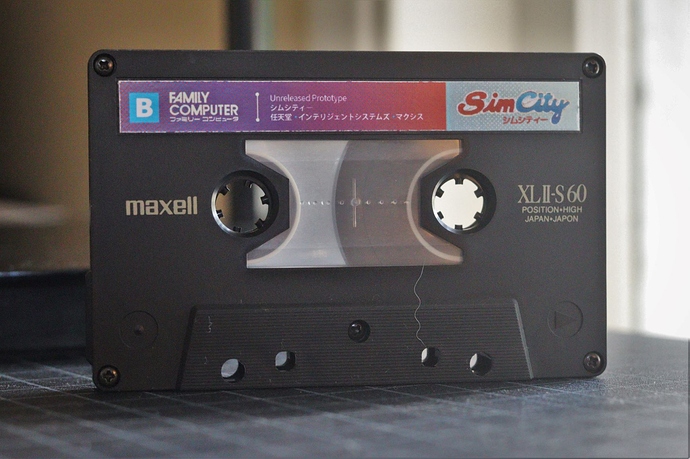 B
FAMILY
COMPUTER
ファミリー コンピュータ
Unreleased Prototype
シムシティー
任天堂・インテリジェントシステムズ・マクシス
SimCity
シムシティー
maxell
XLII-S 60
POSITION•HIGH
JAPAN•JAPON